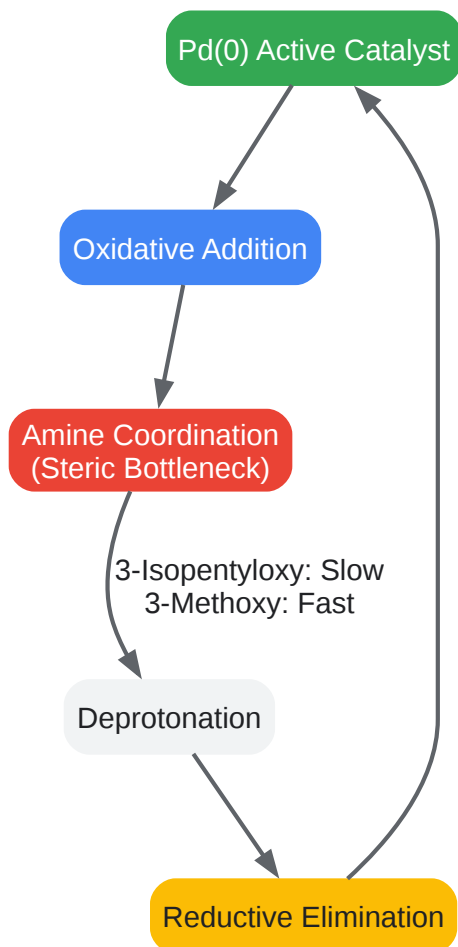 Pd(0) Active Catalyst
Oxidative Addition
Amine Coordination
(Steric Bottleneck)
3-Isopentyloxy: Slow
3-Methoxy: Fast
Deprotonation
Reductive Elimination